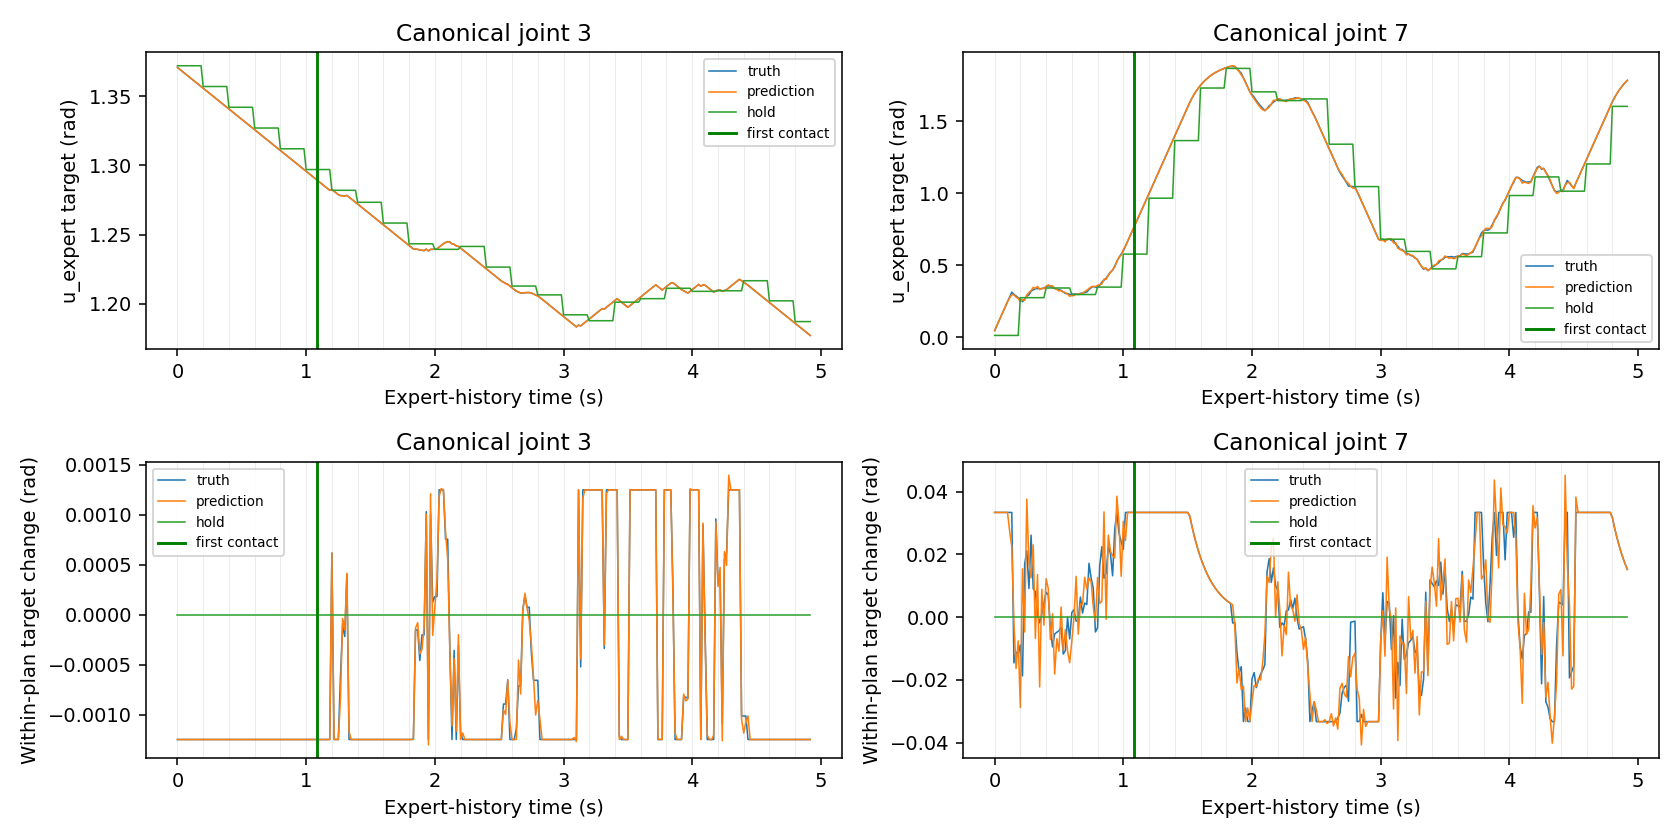 Canonical joint 3
u_expert target (rad)
1.35
1.30
1.25
1.20
truth
prediction
hold
first contact
0 1 2 3 4 5
Expert-history time (s)
Canonical joint 7
u_expert target (rad)
1.5
1.0
0.5
0.0
truth
prediction
hold
first contact
0 1 2 3 4 5
Expert-history time (s)
Canonical joint 3
Within-plan target change (rad)
0.0015
0.0010
0.0005
0.0000
−0.0005
−0.0010
truth
prediction
hold
first contact
0 1 2 3 4 5
Expert-history time (s)
Canonical joint 7
Within-plan target change (rad)
0.04
0.02
0.00
−0.02
−0.04
truth
prediction
hold
first contact
0 1 2 3 4 5
Expert-history time (s)